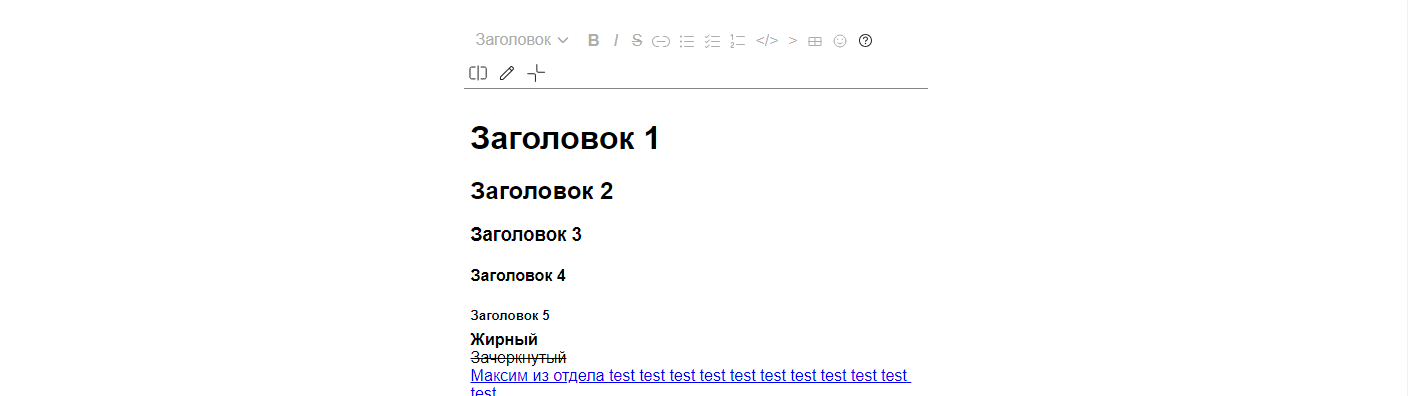 Заголовок
B I S </> >
Заголовок 1
Заголовок 2
Заголовок 3
Заголовок 4
Заголовок 5
Жирный
Зачеркнутый
Максим из отдела test test test test test test test test test test
test